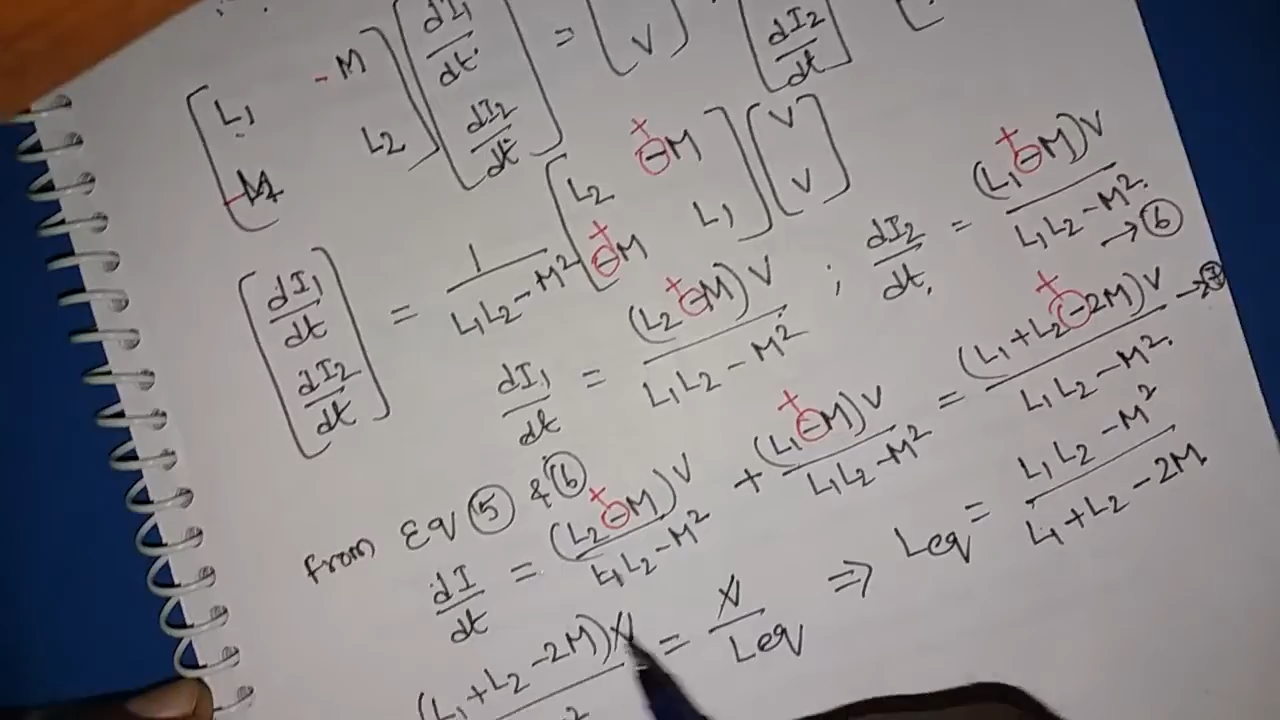 [L1 -M -M L2] [dI1/dt dI2/dt] = [V] [dI2/dt]
[dI1/dt dI2/dt] = 1/(L1L2-M²) [L2 +⊖M +⊖M L1] [V V]
dI1/dt = (L2 +⊖M)V / L1L2-M² ; dI2/dt = (L1 +⊖M)V / L1L2-M² → ⑥
from Eq ⑤ & ⑥
dI/dt = (L2 +⊖M)V / L1L2-M² + (L1 +⊖M)V / L1L2-M² = (L1+L2 +⊖2M)V / L1L2-M² → ⑦
(L1+L2-2M)V = V/Leq ⇒ Leq = L1L2-M² / L1+L2-2M